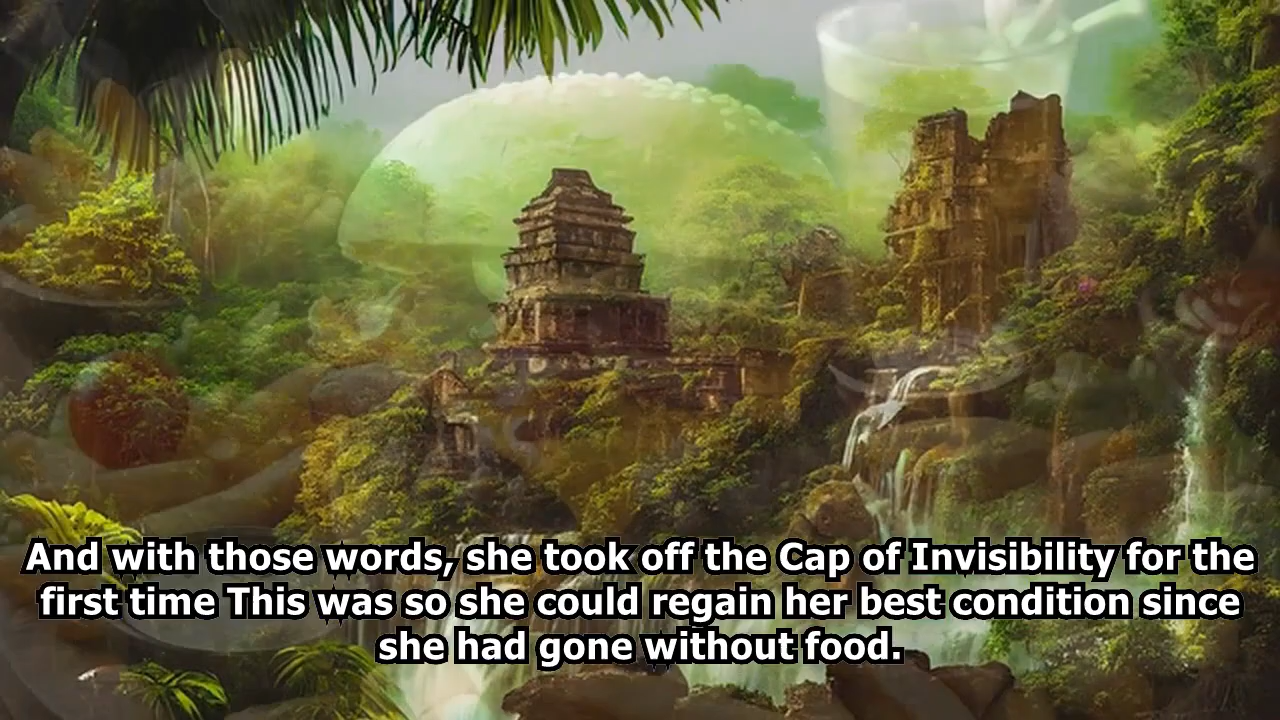 And with those words, she took off the Cap of Invisibility for the
first time This was so she could regain her best condition since
she had gone without food.